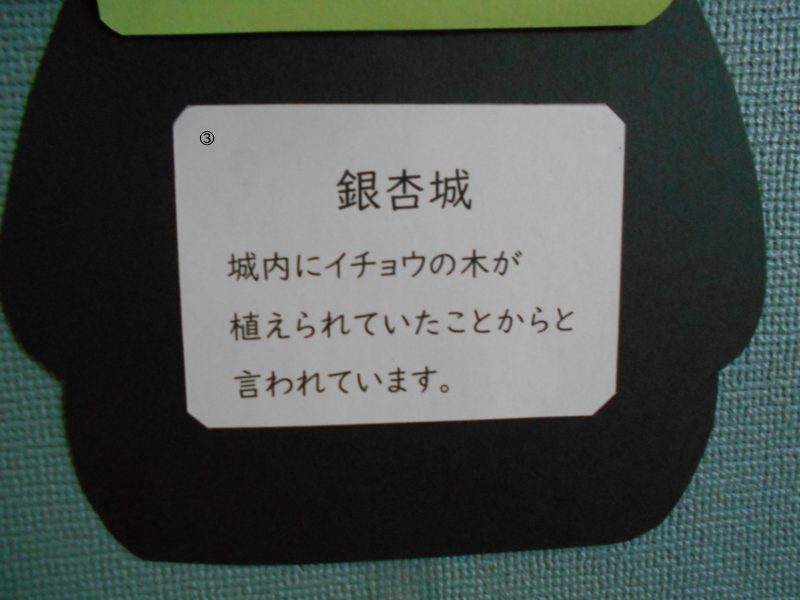 ③
銀杏城
城内にイチョウの木が
植えられていたことからと
言われています。